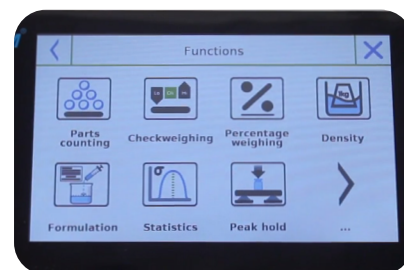 Functions
Parts
counting
Checkweighing
Percentage
weighing
Density
Formulation
Statistics
Peak hold
...